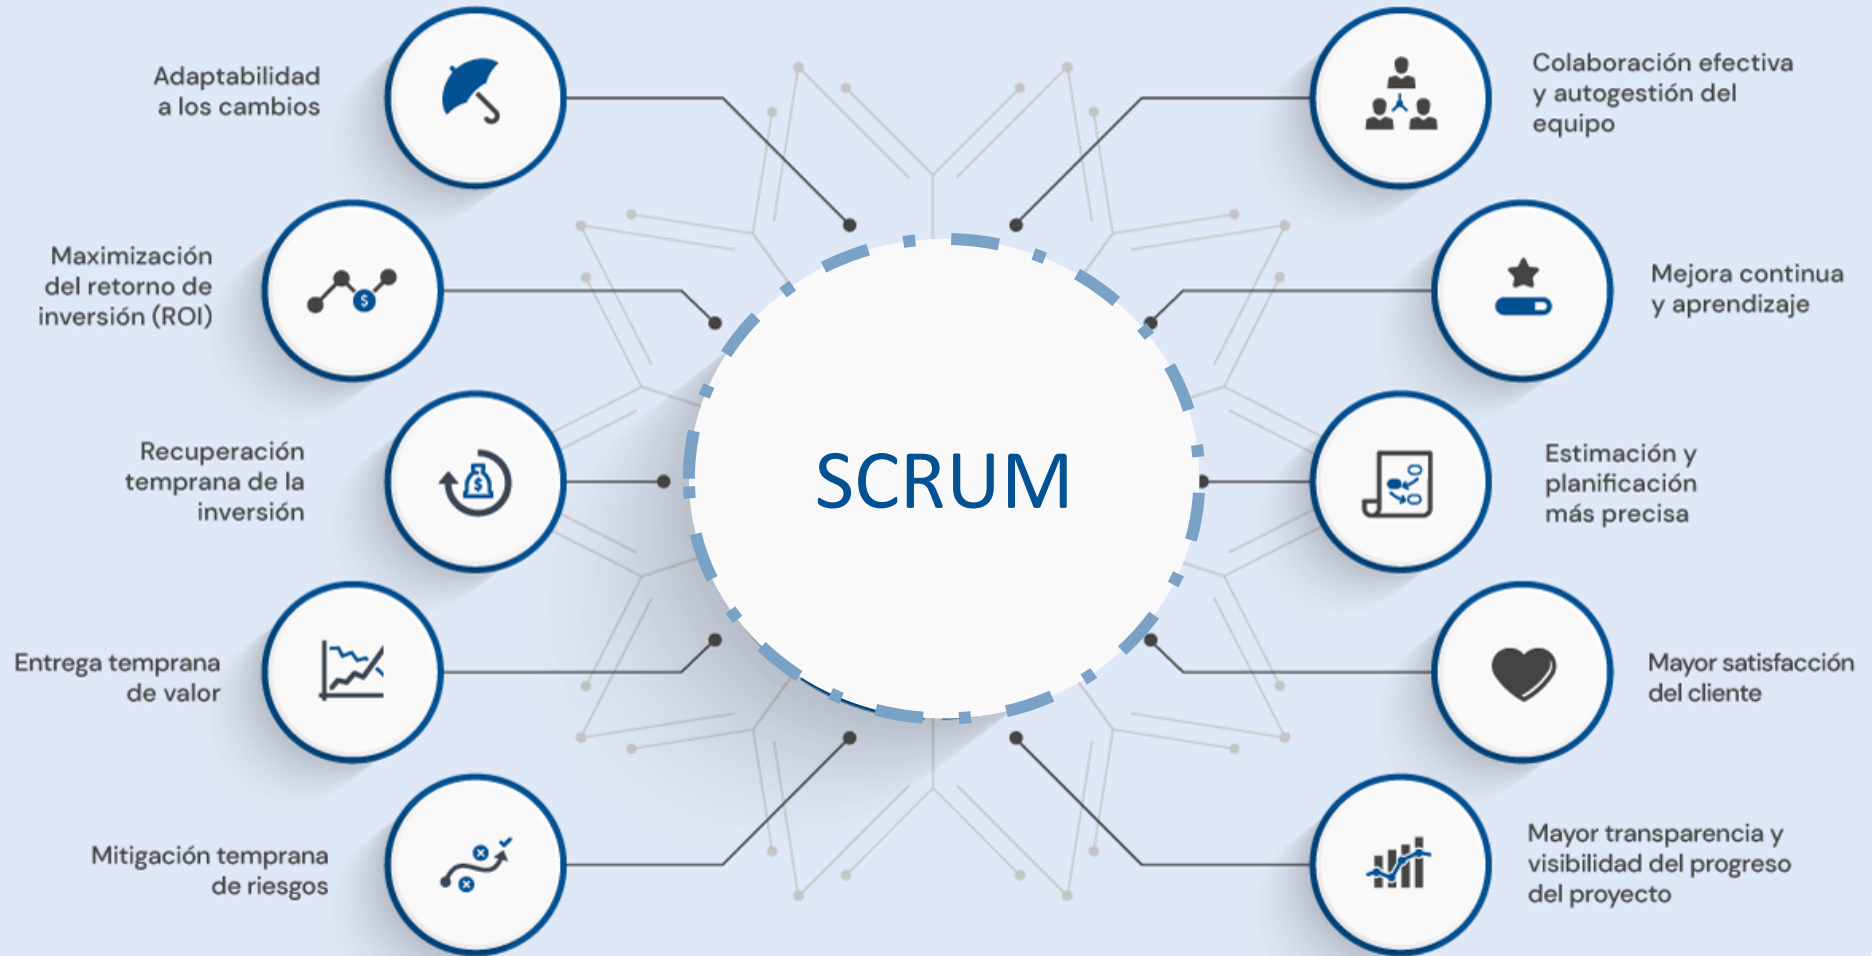 Adaptabilidad
a los cambios
Maximización
del retorno de
inversión (ROI)
$
Recuperación
temprana de la
inversión
$
Entrega temprana
de valor
Mitigación temprana
de riesgos
SCRUM
Colaboración efectiva
y autogestión del
equipo
Mejora continua
y aprendizaje
Estimación y
planificación
más precisa
Mayor satisfacción
del cliente
Mayor transparencia y
visibilidad del progreso
del proyecto